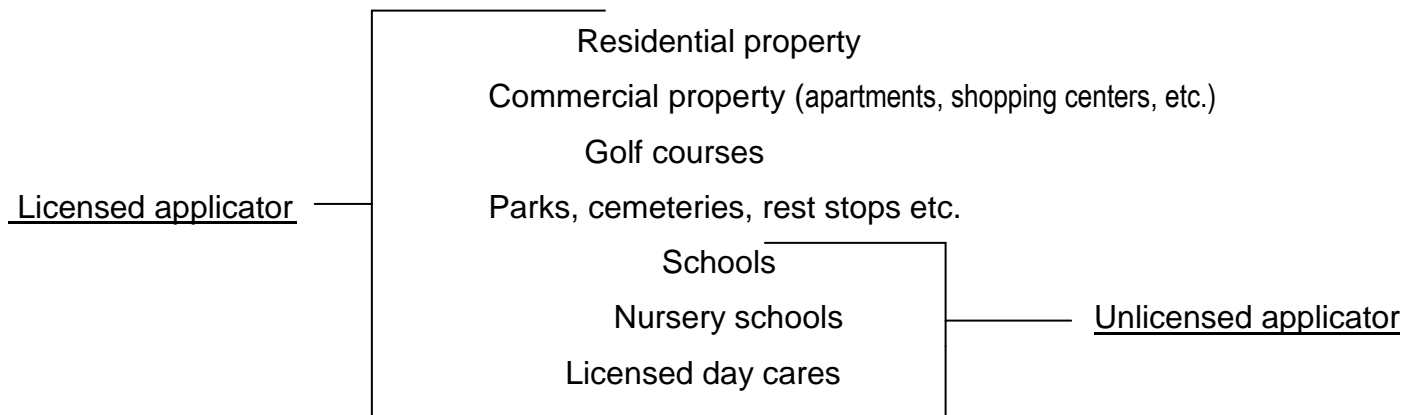 Residential property
Commercial property (apartments, shopping centers, etc.)
Golf courses
Licensed applicator
Parks, cemeteries, rest stops etc.
Schools
Nursery schools
Unlicensed applicator
Licensed day cares